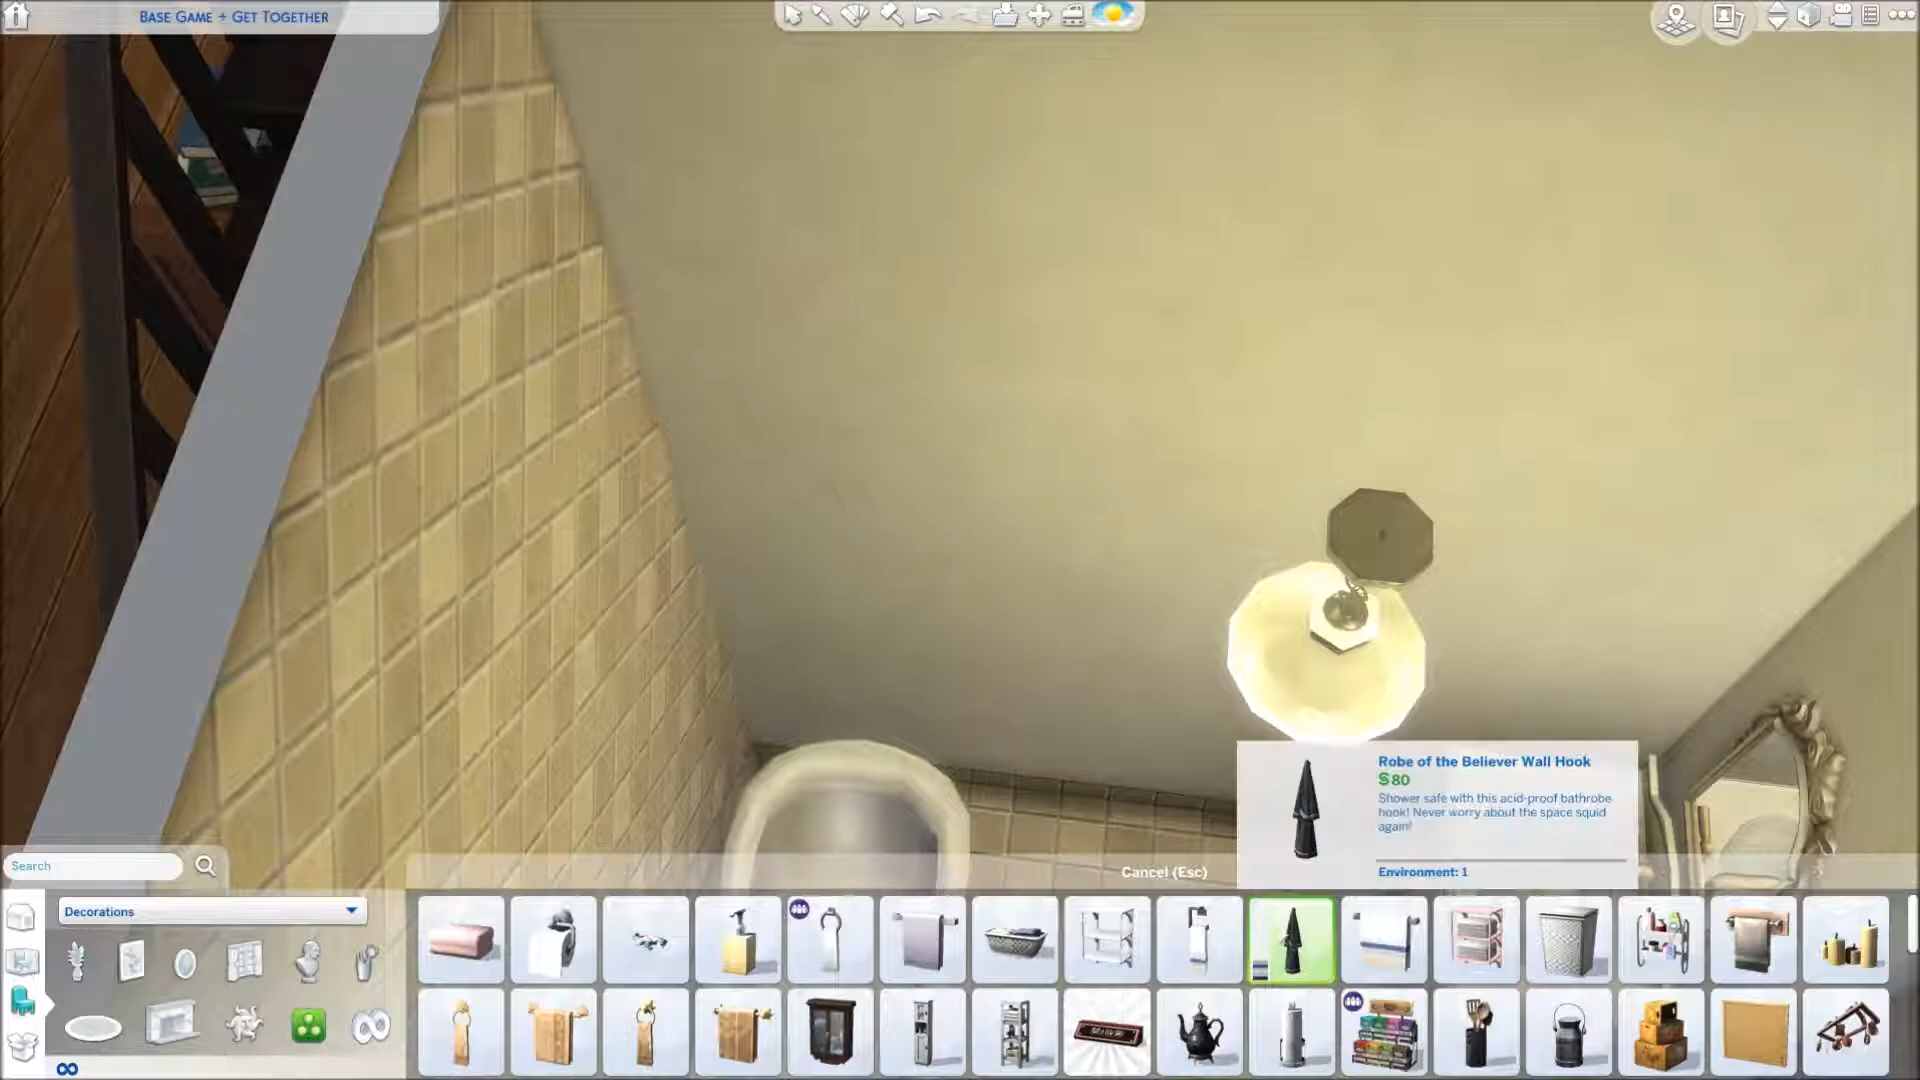 BASE GAME + GET TOGETHER
Robe of the Believer Wall Hook
§80
Shower safe with this acid-proof bathrobe
hook! Never worry about the space squid
again!
Environment: 1
Search
Cancel (Esc)
Decorations